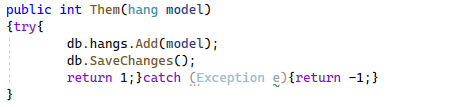 public int Them(hang model)
{try{
        db.hangs.Add(model);
        db.SaveChanges();
        return 1;}catch (Exception e){return -1;}
}